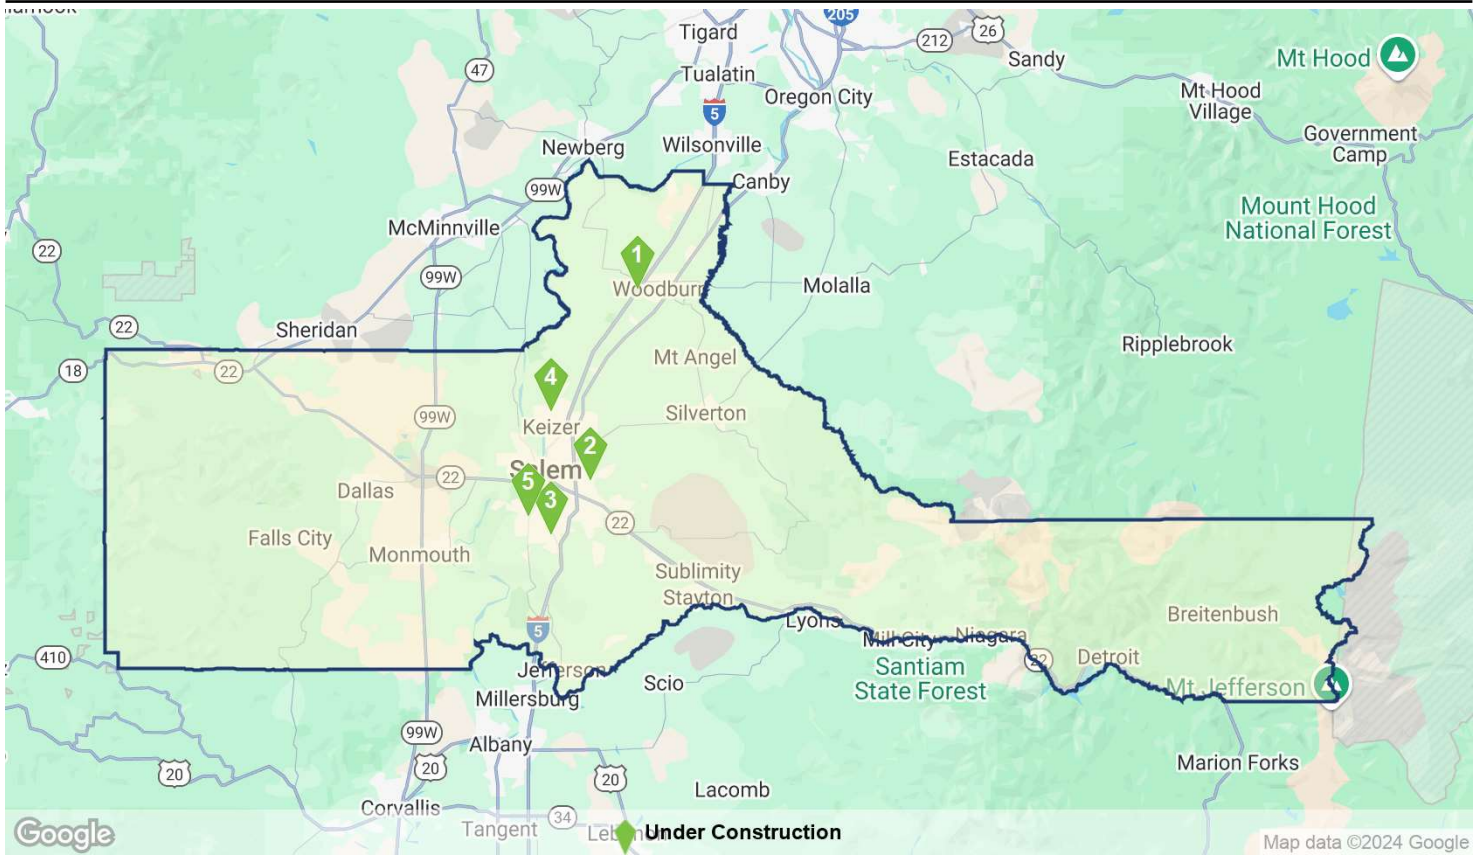 205
Tigard
212
26
Sandy
Mt Hood
47
Tualatin
5
Oregon City
Mt Hood
Village
Government
Camp
Newberg
Wilsonville
Estacada
99W
Canby
McMinnville
Mount Hood
National Forest
22
99W
1
Woodburn
Molalla
22
Sheridan
Ripplebrook
18
22
Mt Angel
4
99W
Keizer
Silverton
2
Salem
22
5
3
Dallas
22
Falls City
Monmouth
Sublimity
Stayton
Breitenbush
5
Lyons
Mill City
Niagara
410
Jefferson
Scio
Santiam
State Forest
22
Detroit
Mt Jefferson
Millersburg
99W
Albany
20
20
20
Marion Forks
Lacomb
Corvallis
Tangent
34
Under Construction
Google
Map data ©2024 Google